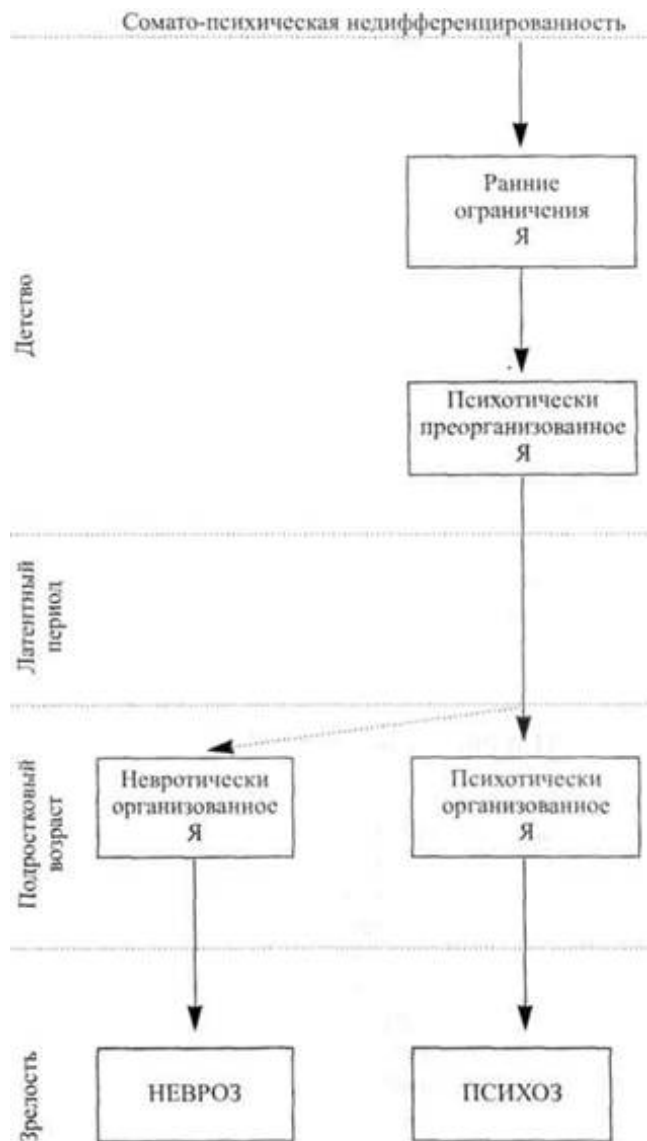 Сомато-психическая недифференцированность
Ранние
ограничения
Я
Детство
Психотически
преорганизованное
Я
Латентный
период
Невротически
организованное
Я
Психотически
организованное
Я
Подростковый
возраст
НЕВРОЗ
ПСИХОЗ
Зрелость